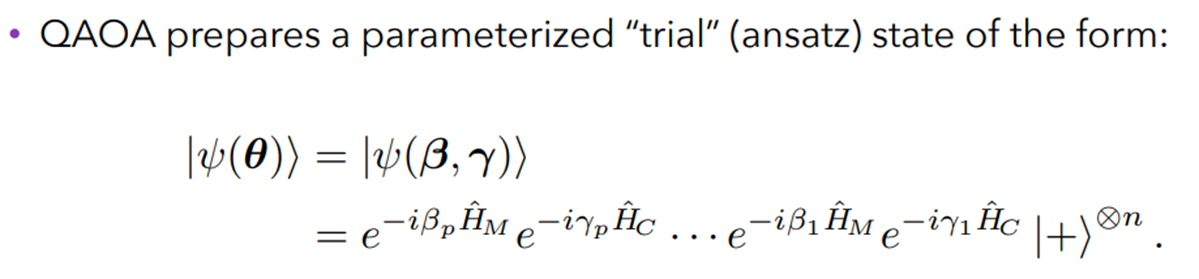 • QAOA prepares a parameterized “trial” (ansatz) state of the form:
|ψ(θ)⟩ = |ψ(β, γ)⟩
= e^{−iβ_p Ĥ_M} e^{−iγ_p Ĥ_C} ⋯ e^{−iβ_1 Ĥ_M} e^{−iγ_1 Ĥ_C} |+⟩^{⊗n} .